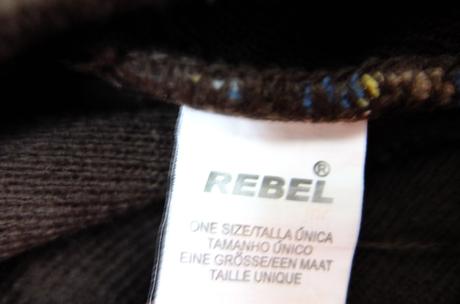 REBEL®
ONE SIZE/TALLA ÚNICA
TAMANHO ÚNICO
EINE GRÖSSE/EEN MAAT
TAILLE UNIQUE